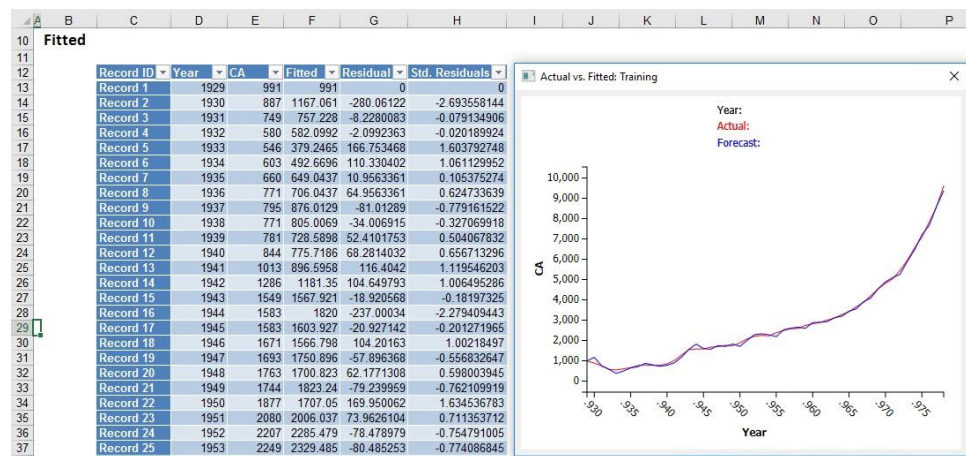 A B C D E F G H I J K L M N O P
10 Fitted
11
12 Record ID Year CA Fitted Residual Std. Residuals
13 Record 1 1929 991 991 0 0
14 Record 2 1930 887 1167.061 -280.06122 -2.693558144
15 Record 3 1931 749 757.228 -8.2280083 -0.079134906
16 Record 4 1932 580 582.0992 -2.0992363 -0.020189924
17 Record 5 1933 546 379.2465 166.753468 1.603792748
18 Record 6 1934 603 492.6696 110.330402 1.061129952
19 Record 7 1935 660 649.0437 10.9563361 0.105375274
20 Record 8 1936 771 706.0437 64.9563361 0.624733639
21 Record 9 1937 795 876.0129 -81.01289 -0.779161522
22 Record 10 1938 771 805.0069 -34.006915 -0.327069918
23 Record 11 1939 781 728.5898 52.4101753 0.504067832
24 Record 12 1940 844 775.7186 68.2814032 0.656713296
25 Record 13 1941 1013 896.5958 116.4042 1.119546203
26 Record 14 1942 1286 1181.35 104.649793 1.006495286
27 Record 15 1943 1549 1567.921 -18.920568 -0.18197325
28 Record 16 1944 1583 1820 -237.00034 -2.279409443
29 Record 17 1945 1583 1603.927 -20.927142 -0.201271965
30 Record 18 1946 1671 1566.798 104.20163 1.00218497
31 Record 19 1947 1693 1750.896 -57.896368 -0.556832647
32 Record 20 1948 1763 1700.823 62.1771308 0.598003945
33 Record 21 1949 1744 1823.24 -79.239959 -0.762109919
34 Record 22 1950 1877 1707.05 169.950062 1.634536783
35 Record 23 1951 2080 2006.037 73.9626104 0.711353712
36 Record 24 1952 2207 2285.479 -78.478979 -0.754791005
37 Record 25 1953 2249 2329.485 -80.485253 -0.774086845
Actual vs. Fitted: Training
Year:
Actual:
Forecast:
10,000
9,000
8,000
7,000
6,000
5,000
4,000
3,000
2,000
1,000
0
CA
.930 .935 .940 .945 .950 .955 .960 .965 .970 .975
Year